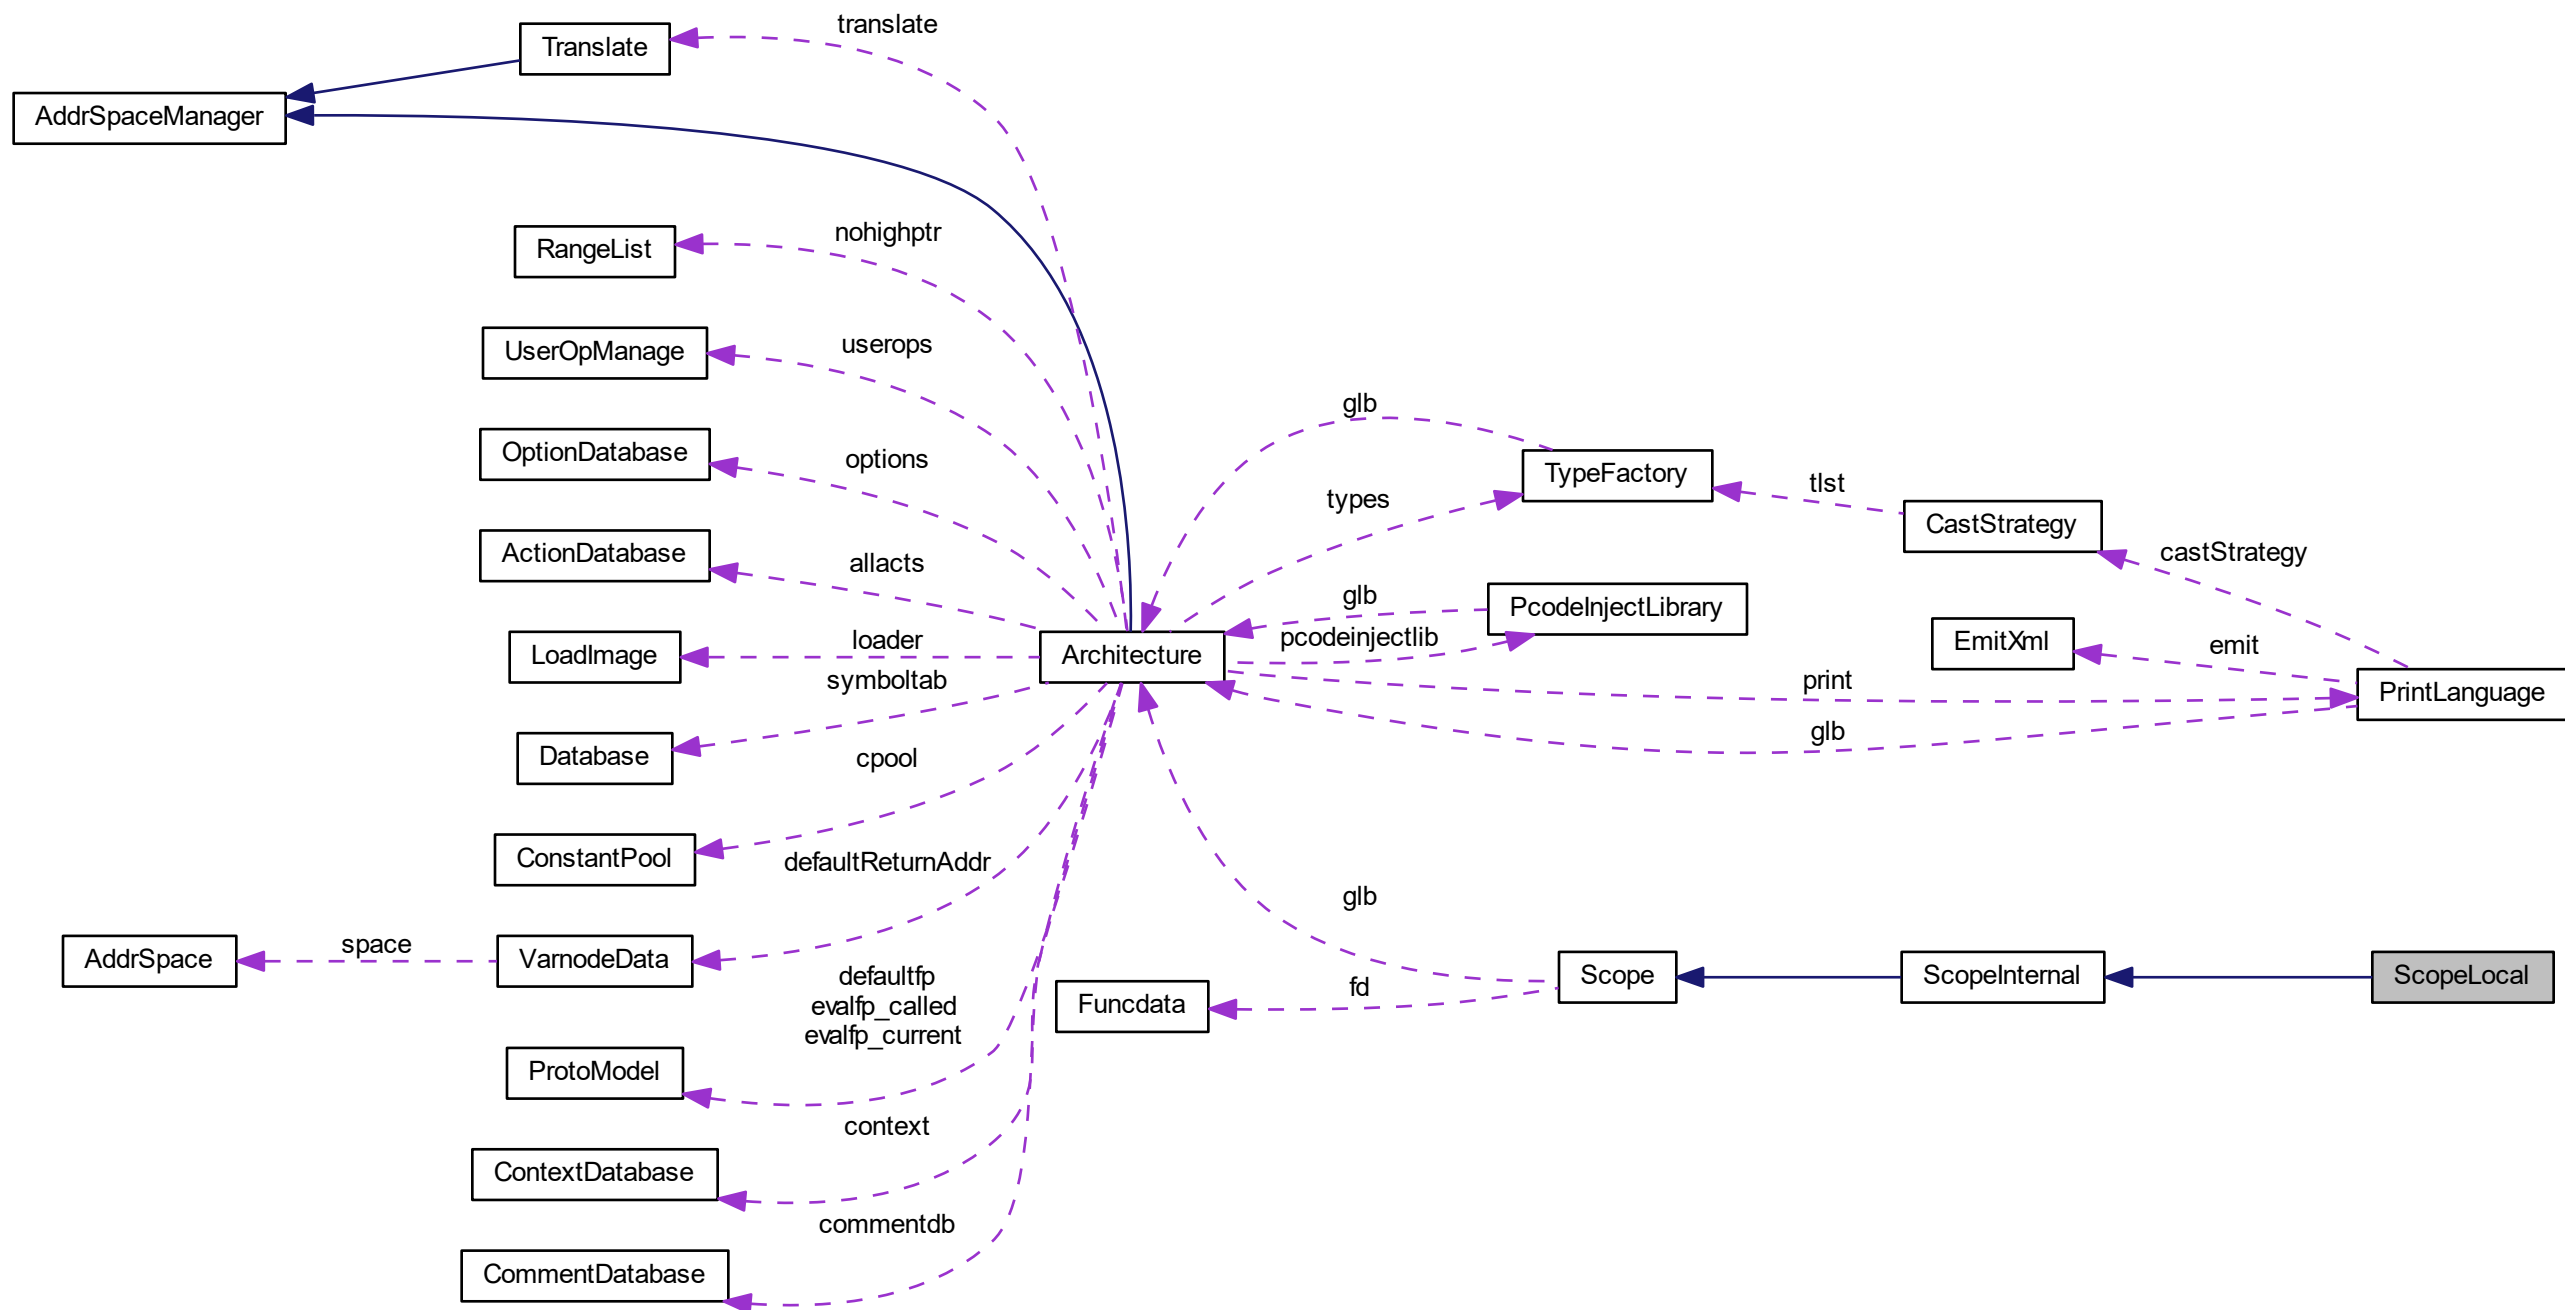 translate
Translate
AddrSpaceManager
nohighptr
RangeList
userops
UserOpManage
glb
options
OptionDatabase
TypeFactory
tlst
types
CastStrategy
castStrategy
allacts
ActionDatabase
glb
PcodeInjectLibrary
pcodeinjectlib
loader
LoadImage
Architecture
EmitXml
emit
symboltab
print
PrintLanguage
glb
Database
cpool
ConstantPool
defaultReturnAddr
glb
space
AddrSpace
VarnodeData
defaultfp
evalfp_called
evalfp_current
Funcdata
fd
Scope
ScopeInternal
ScopeLocal
ProtoModel
context
ContextDatabase
commentdb
CommentDatabase